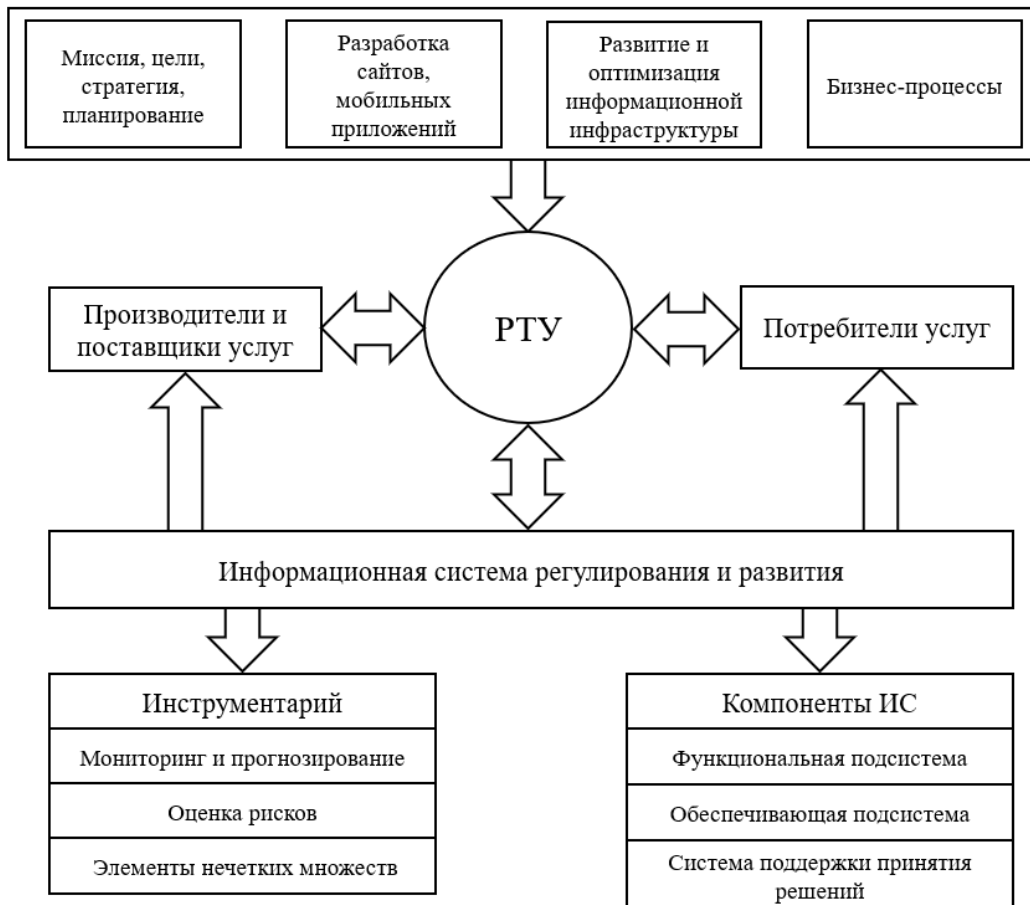 Миссия, цели,
стратегия,
планирование
Разработка
сайтов,
мобильных
приложений
Развитие и
оптимизация
информационной
инфраструктуры
Бизнес-процессы
Производители и
поставщики услуг
РТУ
Потребители услуг
Информационная система регулирования и развития
Инструментарий
Мониторинг и прогнозирование
Оценка рисков
Элементы нечетких множеств
Компоненты ИС
Функциональная подсистема
Обеспечивающая подсистема
Система поддержки принятия
решений